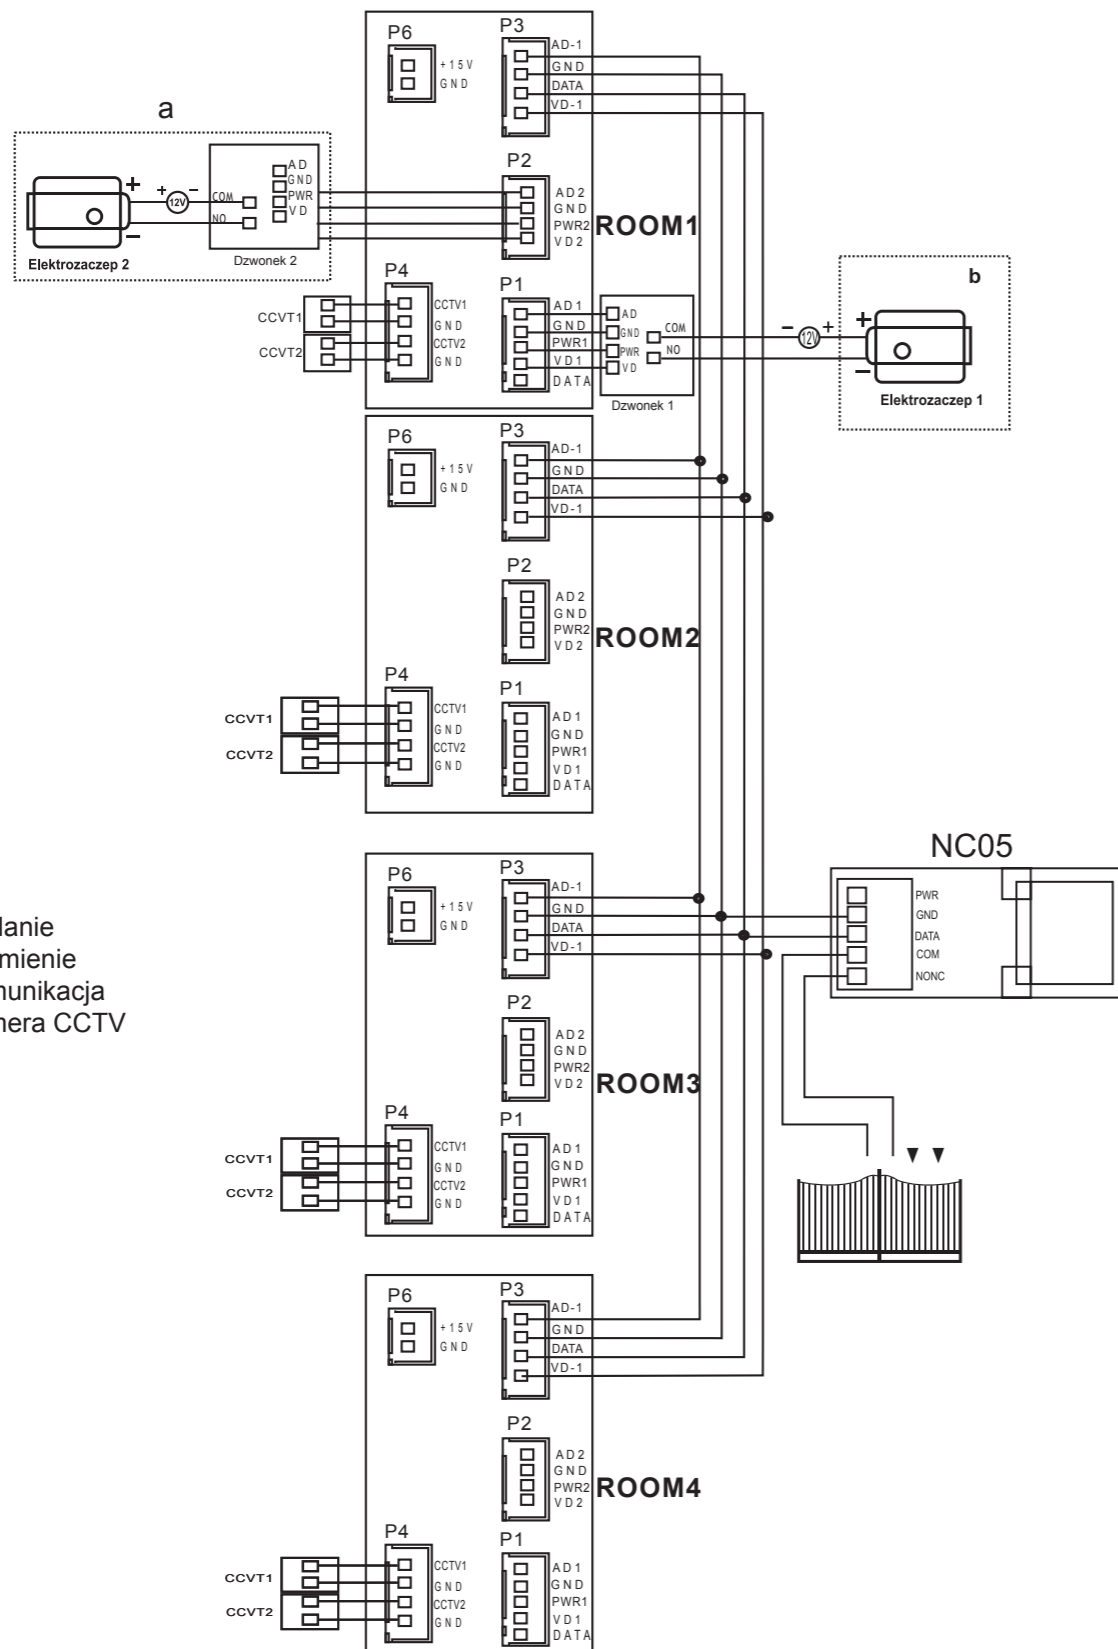 P6
+15V
GND
P3
AD-1
GND
DATA
VD-1
a
AD
GND
PWR
VD
COM
NO
+
-
+ 12V -
Elektrozaczep 2
Dzwonek 2
P2
AD2
GND
PWR2
VD2
ROOM1
P4
CCTV1
GND
CCTV2
GND
CCVT1
CCVT2
P1
AD1
GND
PWR1
VD1
DATA
AD
GND
PWR
VD
COM
NO
Dzwonek 1
- 12V +
b
+
-
Elektrozaczep 1
P6
+15V
GND
P3
AD-1
GND
DATA
VD-1
P2
AD2
GND
PWR2
VD2
ROOM2
P4
CCTV1
GND
CCTV2
GND
CCVT1
CCVT2
P1
AD1
GND
PWR1
VD1
DATA
NC05
PWR
GND
DATA
COM
NONC
lanie
mienie
nunikacja
nera CCTV
P6
+15V
GND
P3
AD-1
GND
DATA
VD-1
P2
AD2
GND
PWR2
VD2
ROOM3
P4
CCTV1
GND
CCTV2
GND
CCVT1
CCVT2
P1
AD1
GND
PWR1
VD1
DATA
P6
+15V
GND
P3
AD-1
GND
DATA
VD-1
P2
AD2
GND
PWR2
VD2
ROOM4
P4
CCTV1
GND
CCTV2
GND
CCVT1
CCVT2
P1
AD1
GND
PWR1
VD1
DATA